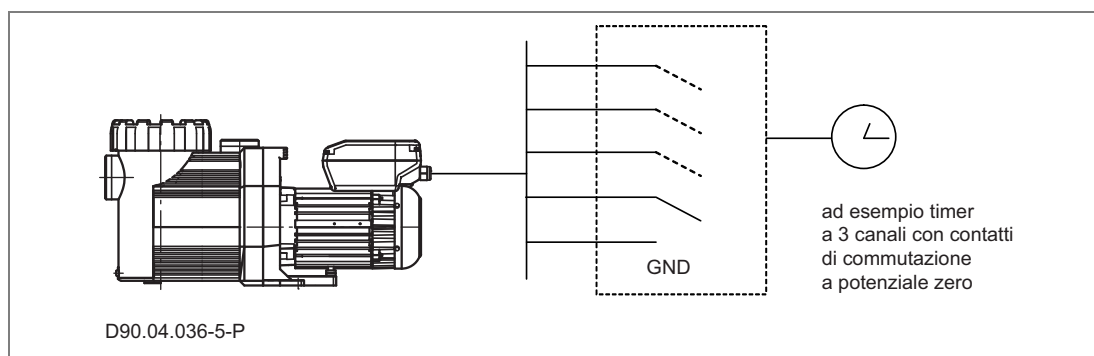 GND
ad esempio timer
a 3 canali con contatti
di commutazione
a potenziale zero
D90.04.036-5-P